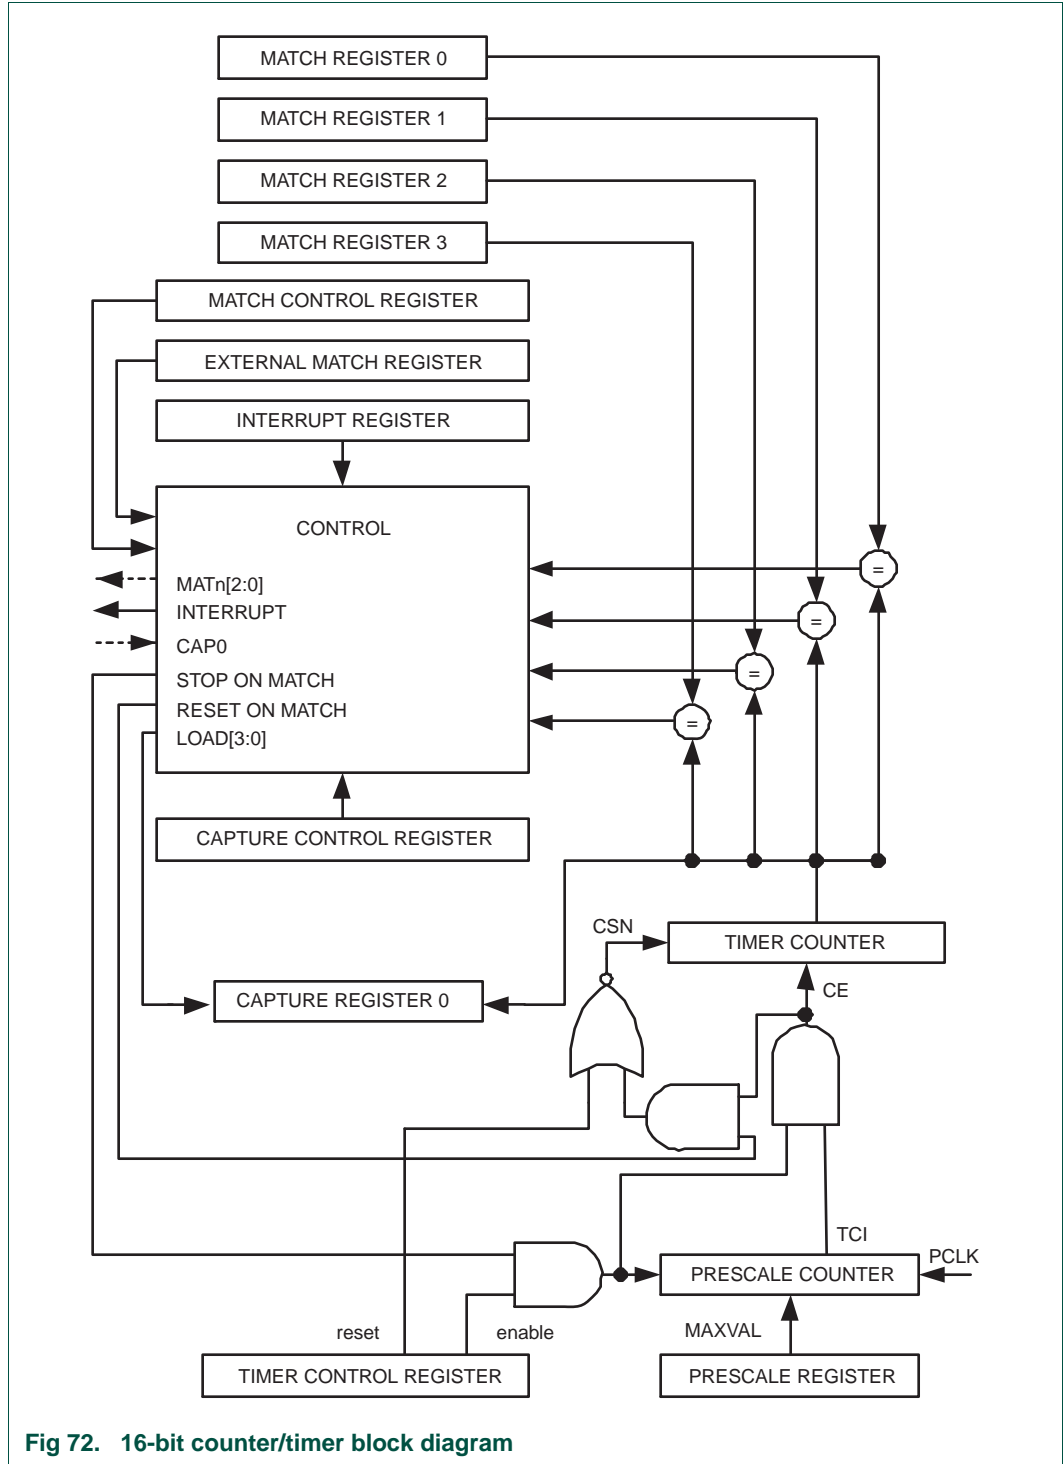 MATCH REGISTER 0
MATCH REGISTER 1
MATCH REGISTER 2
MATCH REGISTER 3
MATCH CONTROL REGISTER
EXTERNAL MATCH REGISTER
INTERRUPT REGISTER
CONTROL
MATn[2:0]
INTERRUPT
CAP0
STOP ON MATCH
RESET ON MATCH
LOAD[3:0]
=
=
=
=
CAPTURE CONTROL REGISTER
CSN
TIMER COUNTER
CE
CAPTURE REGISTER 0
TCI
PCLK
PRESCALE COUNTER
reset
enable
MAXVAL
TIMER CONTROL REGISTER
PRESCALE REGISTER
Fig 72. 16-bit counter/timer block diagram